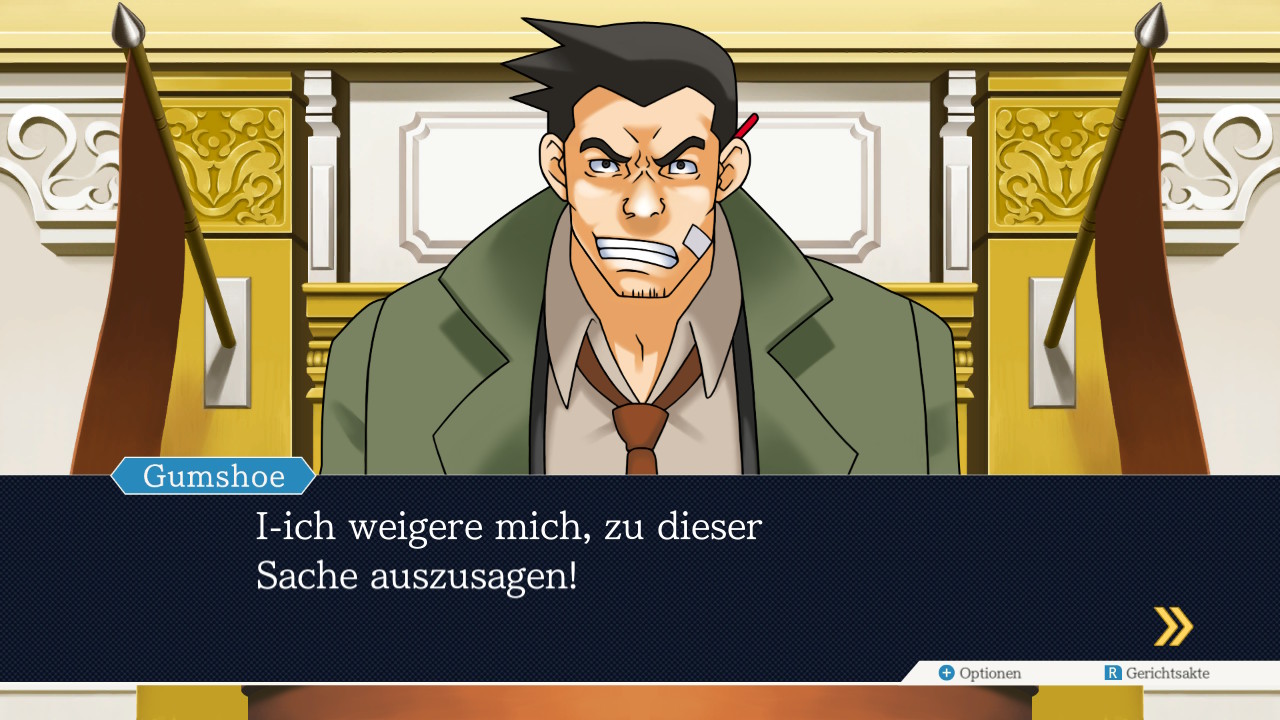 Gumshoe
I-ich weigere mich, zu dieser
Sache auszusagen!
+ Optionen
R Gerichtsakte